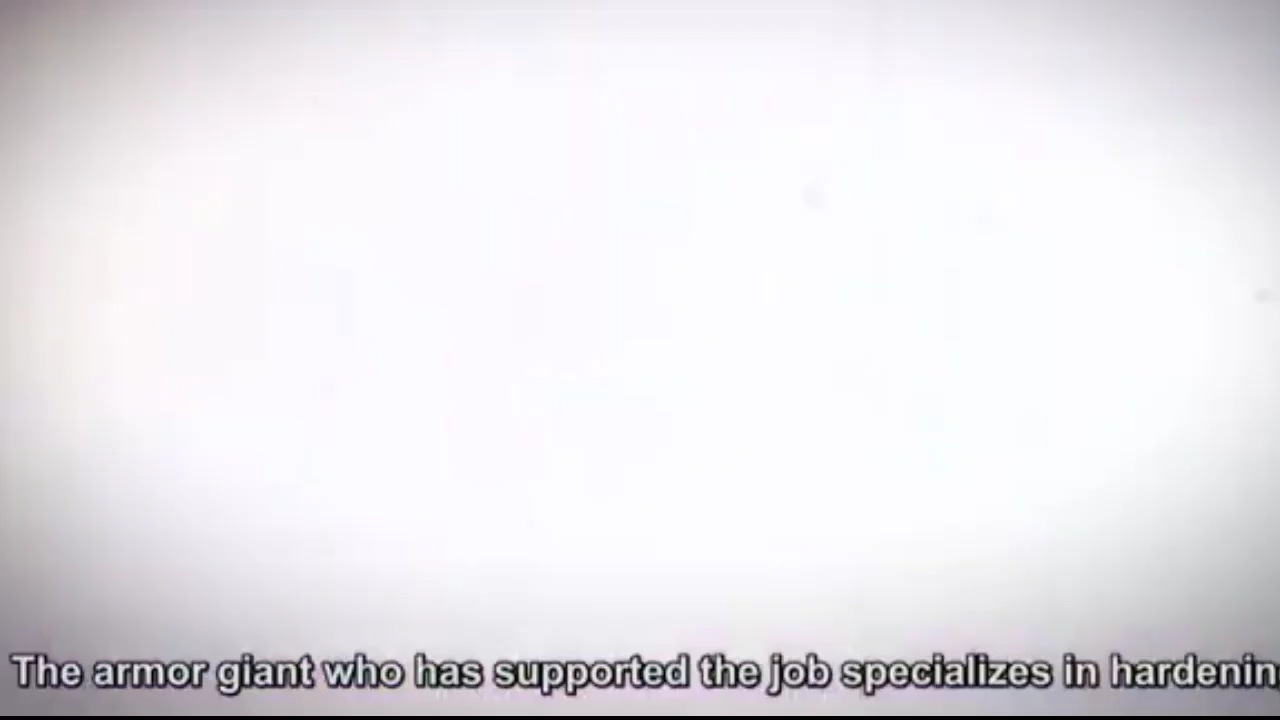 The armor giant who has supported the job specializes in hardenin